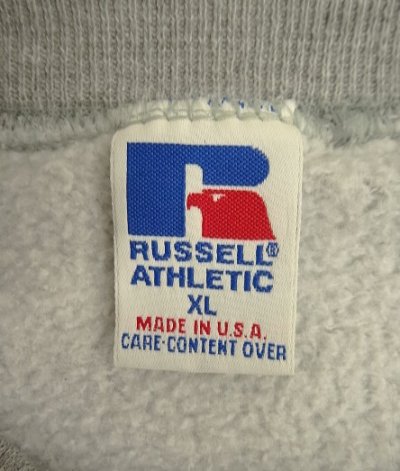 RUSSELL®
ATHLETIC
XL
MADE IN U.S.A.
CARE-CONTENT OVER